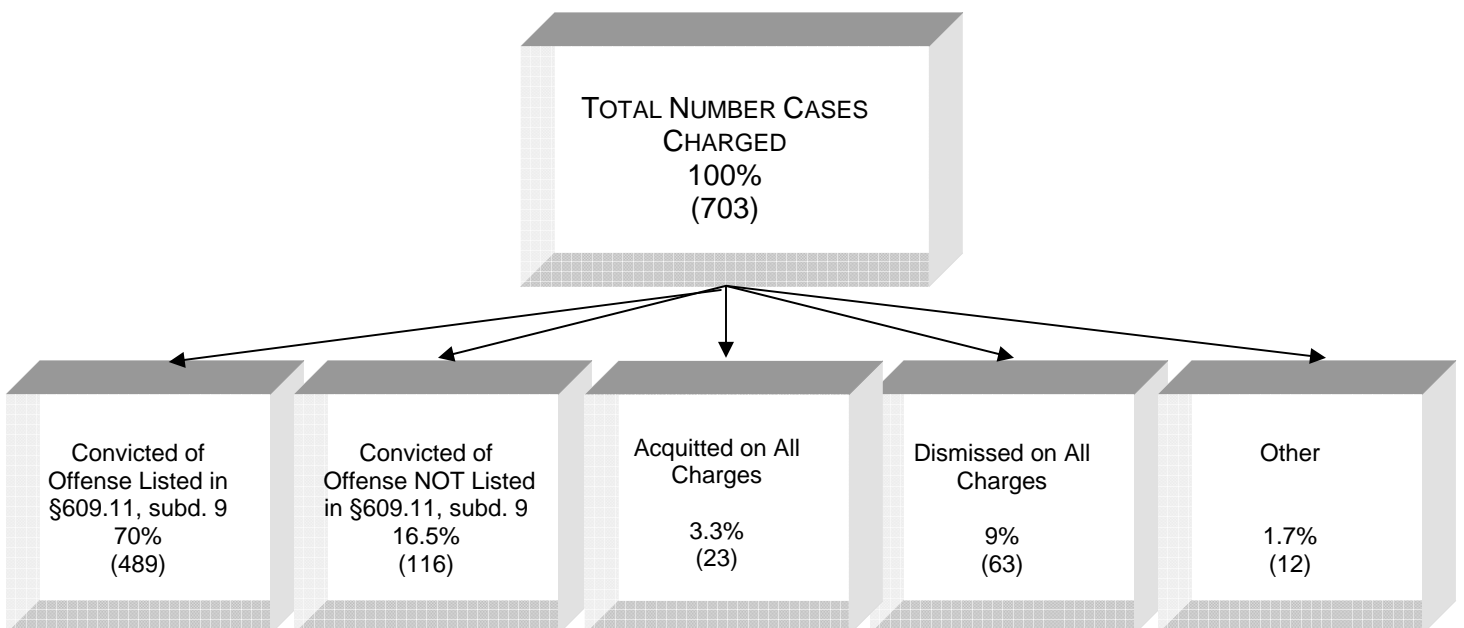 TOTAL NUMBER CASES
CHARGED
100%
(703)
Convicted of
Offense Listed in
§609.11, subd. 9
70%
(489)
Convicted of
Offense NOT Listed
in §609.11, subd. 9
16.5%
(116)
Acquitted on All
Charges
3.3%
(23)
Dismissed on All
Charges
9%
(63)
Other
1.7%
(12)